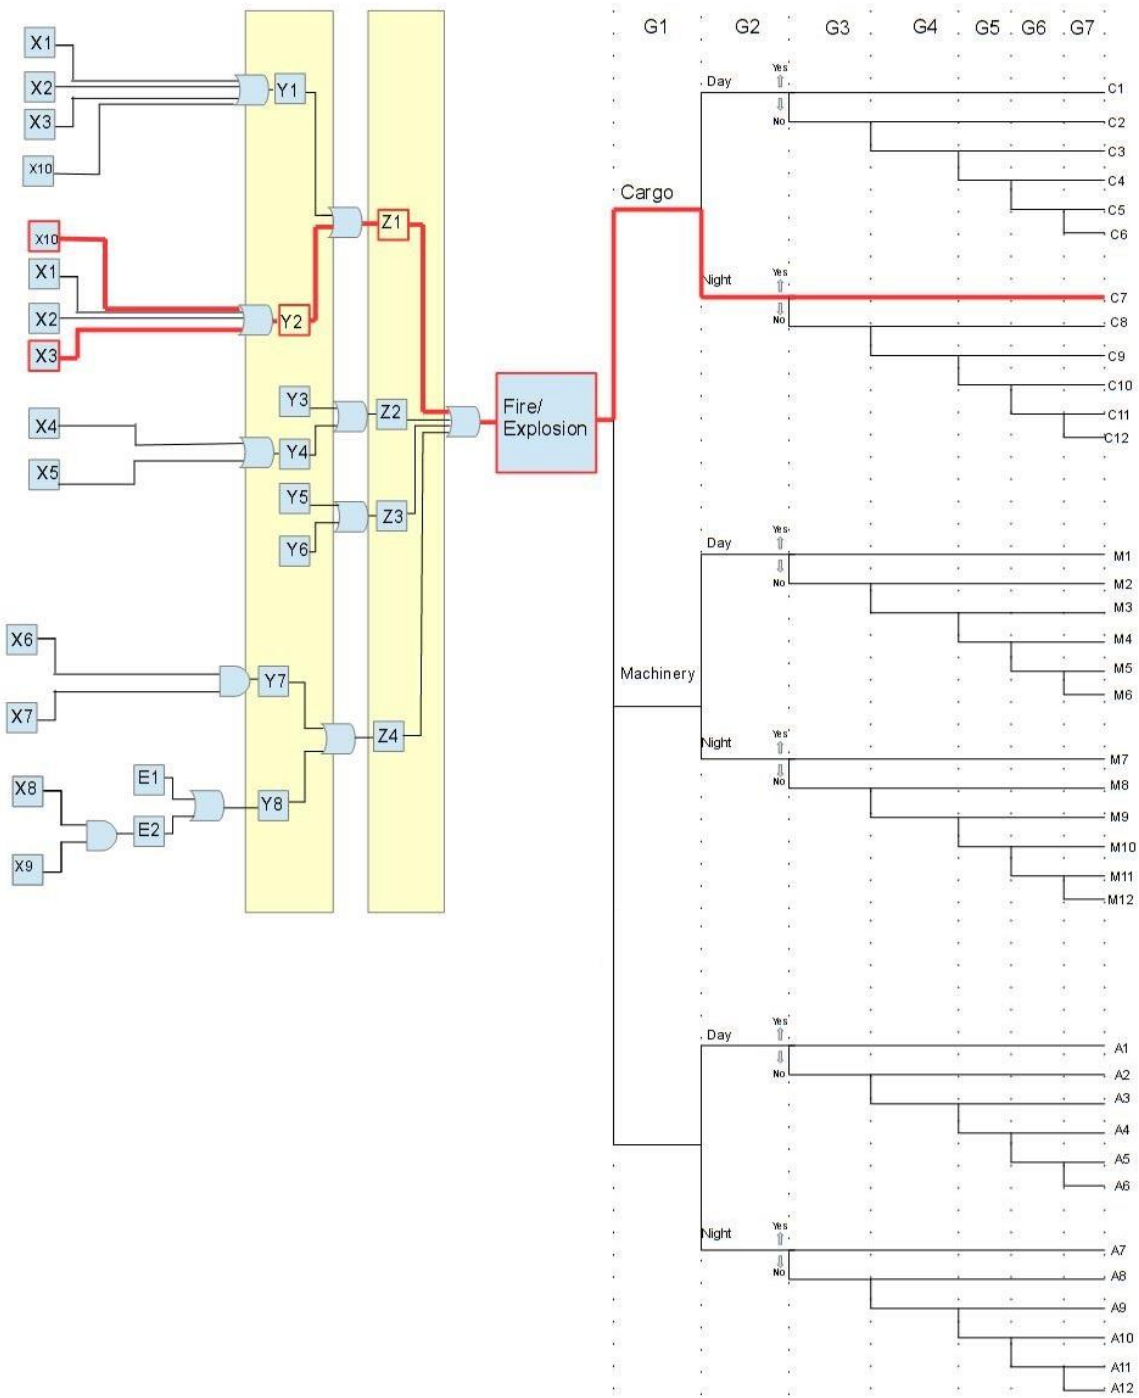 G1 G2 G3 G4 G5 G6 G7
X1
X2
X3
X10
Y1
X10
X1
X2
X3
Y2
Z1
X4
X5
Y3
Y4
Z2
Y5
Y6
Z3
X6
X7
Y7
Z4
X8
X9
E1
E2
Y8
Fire/
Explosion
Cargo
Day
Yes
No
C1
C2
C3
C4
C5
C6
Night
Yes
No
C7
C8
C9
C10
C11
C12
Machinery
Day
Yes
No
M1
M2
M3
M4
M5
M6
Night
Yes
No
M7
M8
M9
M10
M11
M12
Day
Yes
No
A1
A2
A3
A4
A5
A6
Night
Yes
No
A7
A8
A9
A10
A11
A12